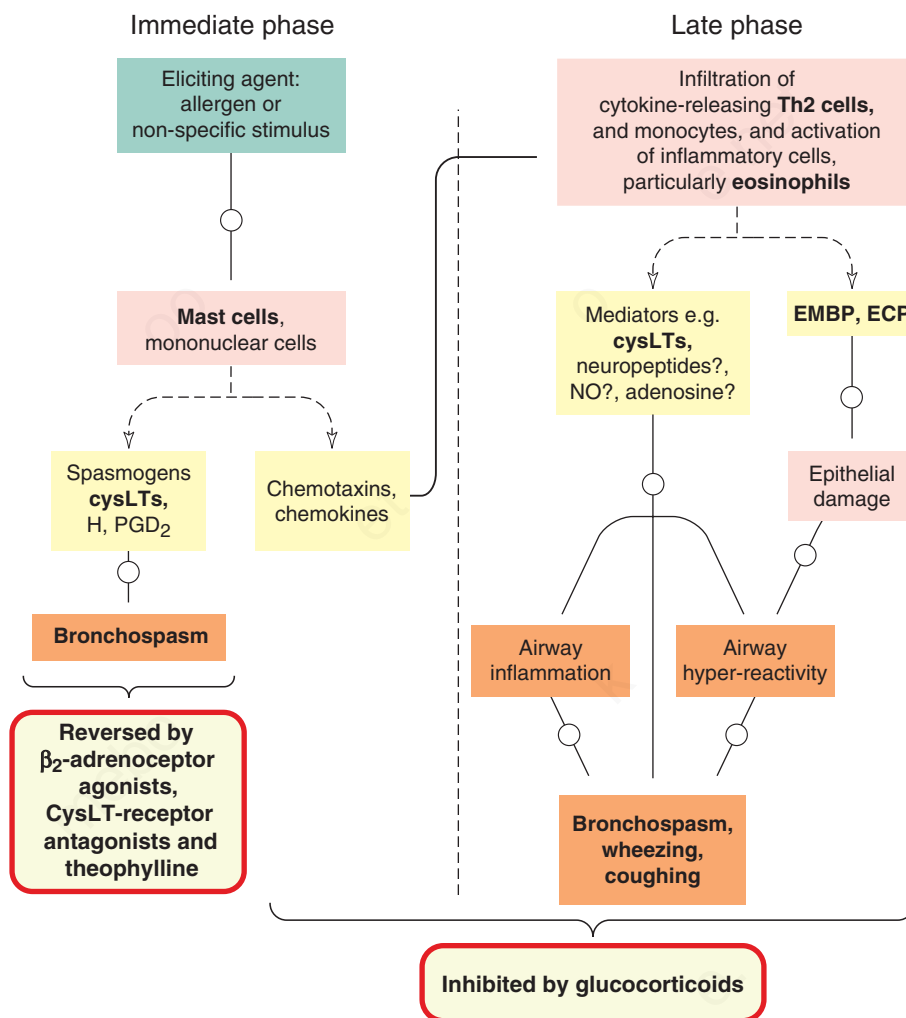 Immediate phase
Eliciting agent:
allergen or
non-specific stimulus
Mast cells,
mononuclear cells
Spasmogens
cysLTs,
H, PGD2
Chemotaxins,
chemokines
Bronchospasm
Reversed by
β2-adrenoceptor
agonists,
CysLT-receptor
antagonists and
theophylline
Late phase
Infiltration of
cytokine-releasing Th2 cells,
and monocytes, and activation
of inflammatory cells,
particularly eosinophils
Mediators e.g.
cysLTs,
neuropeptides?,
NO?, adenosine?
EMBP, ECP
Epithelial
damage
Airway
inflammation
Airway
hyper-reactivity
Bronchospasm,
wheezing,
coughing
Inhibited by glucocorticoids